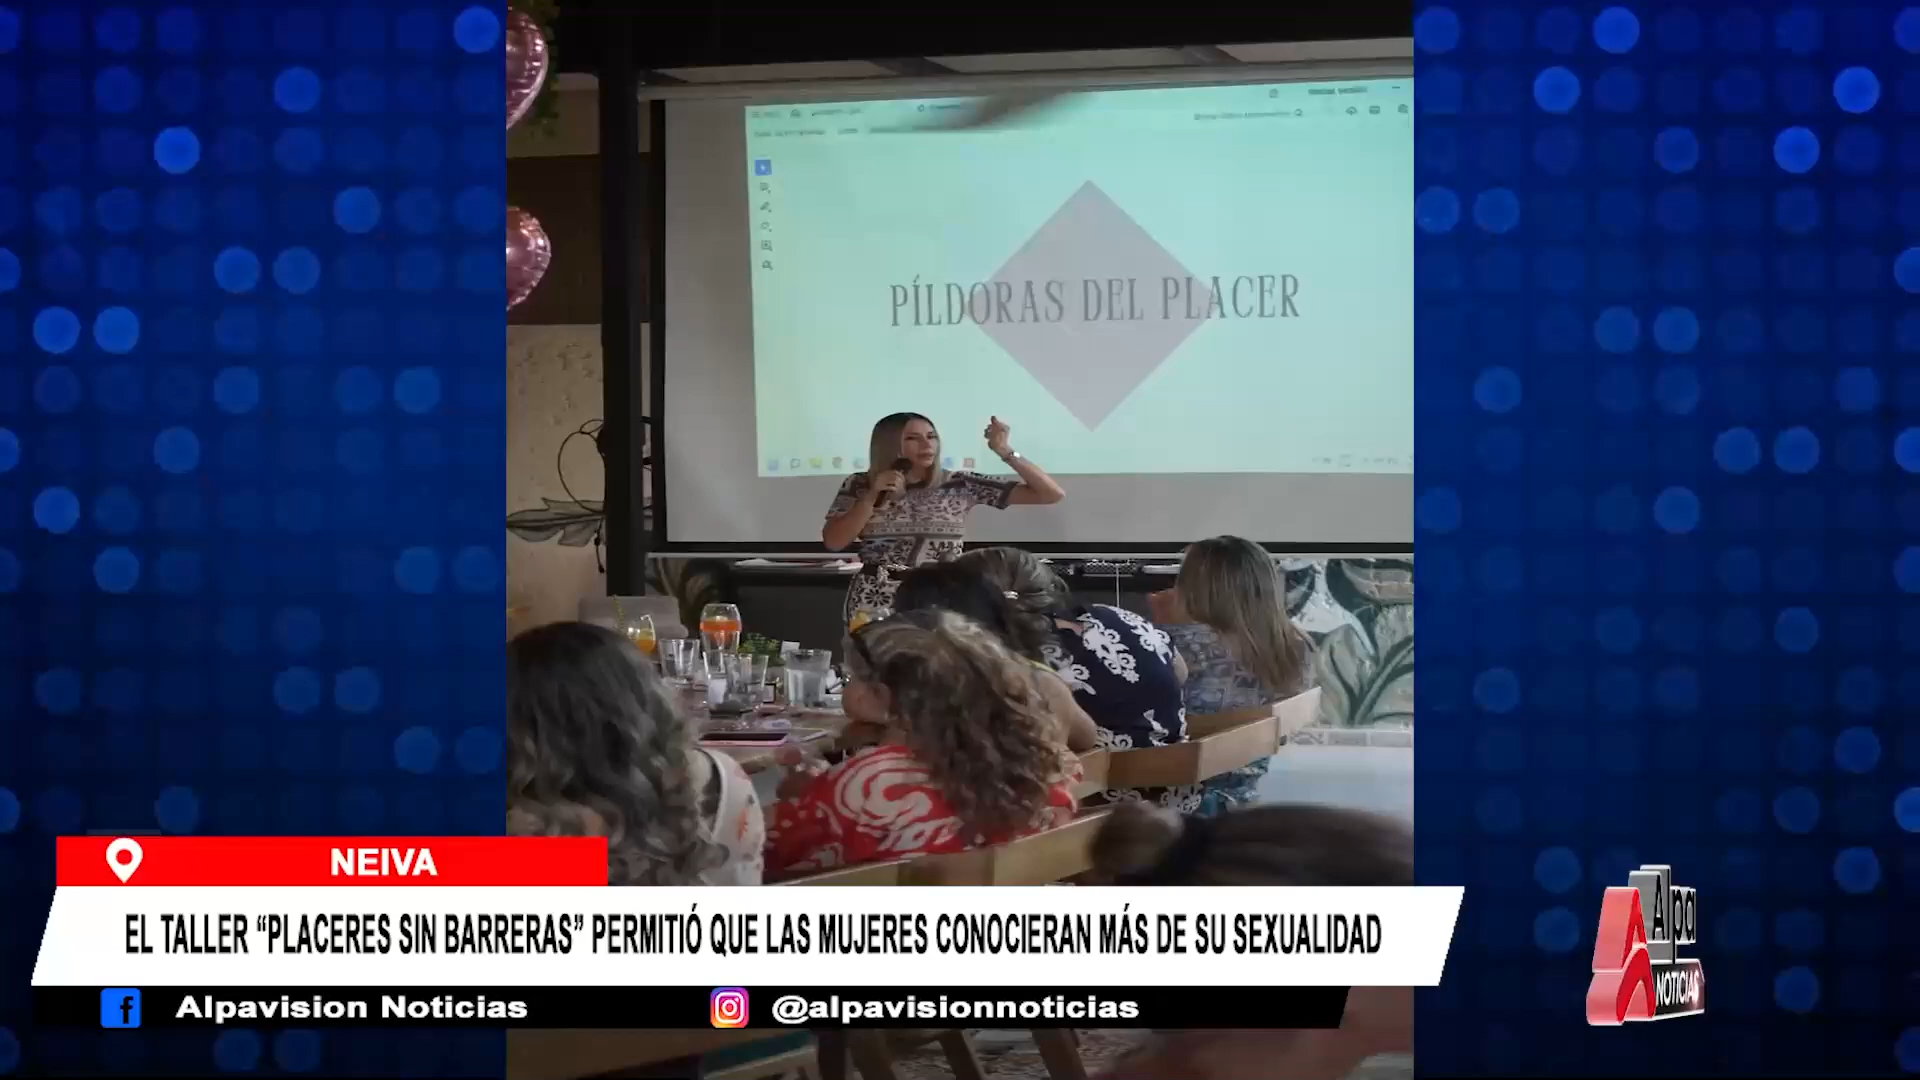 PÍLDORAS DEL PLACER
NEIVA
EL TALLER “PLACERES SIN BARRERAS” PERMITIÓ QUE LAS MUJERES CONOCIERAN MÁS DE SU SEXUALIDAD
Alpavision Noticias
@alpavisionnoticias
Alpa
NOTICIAS